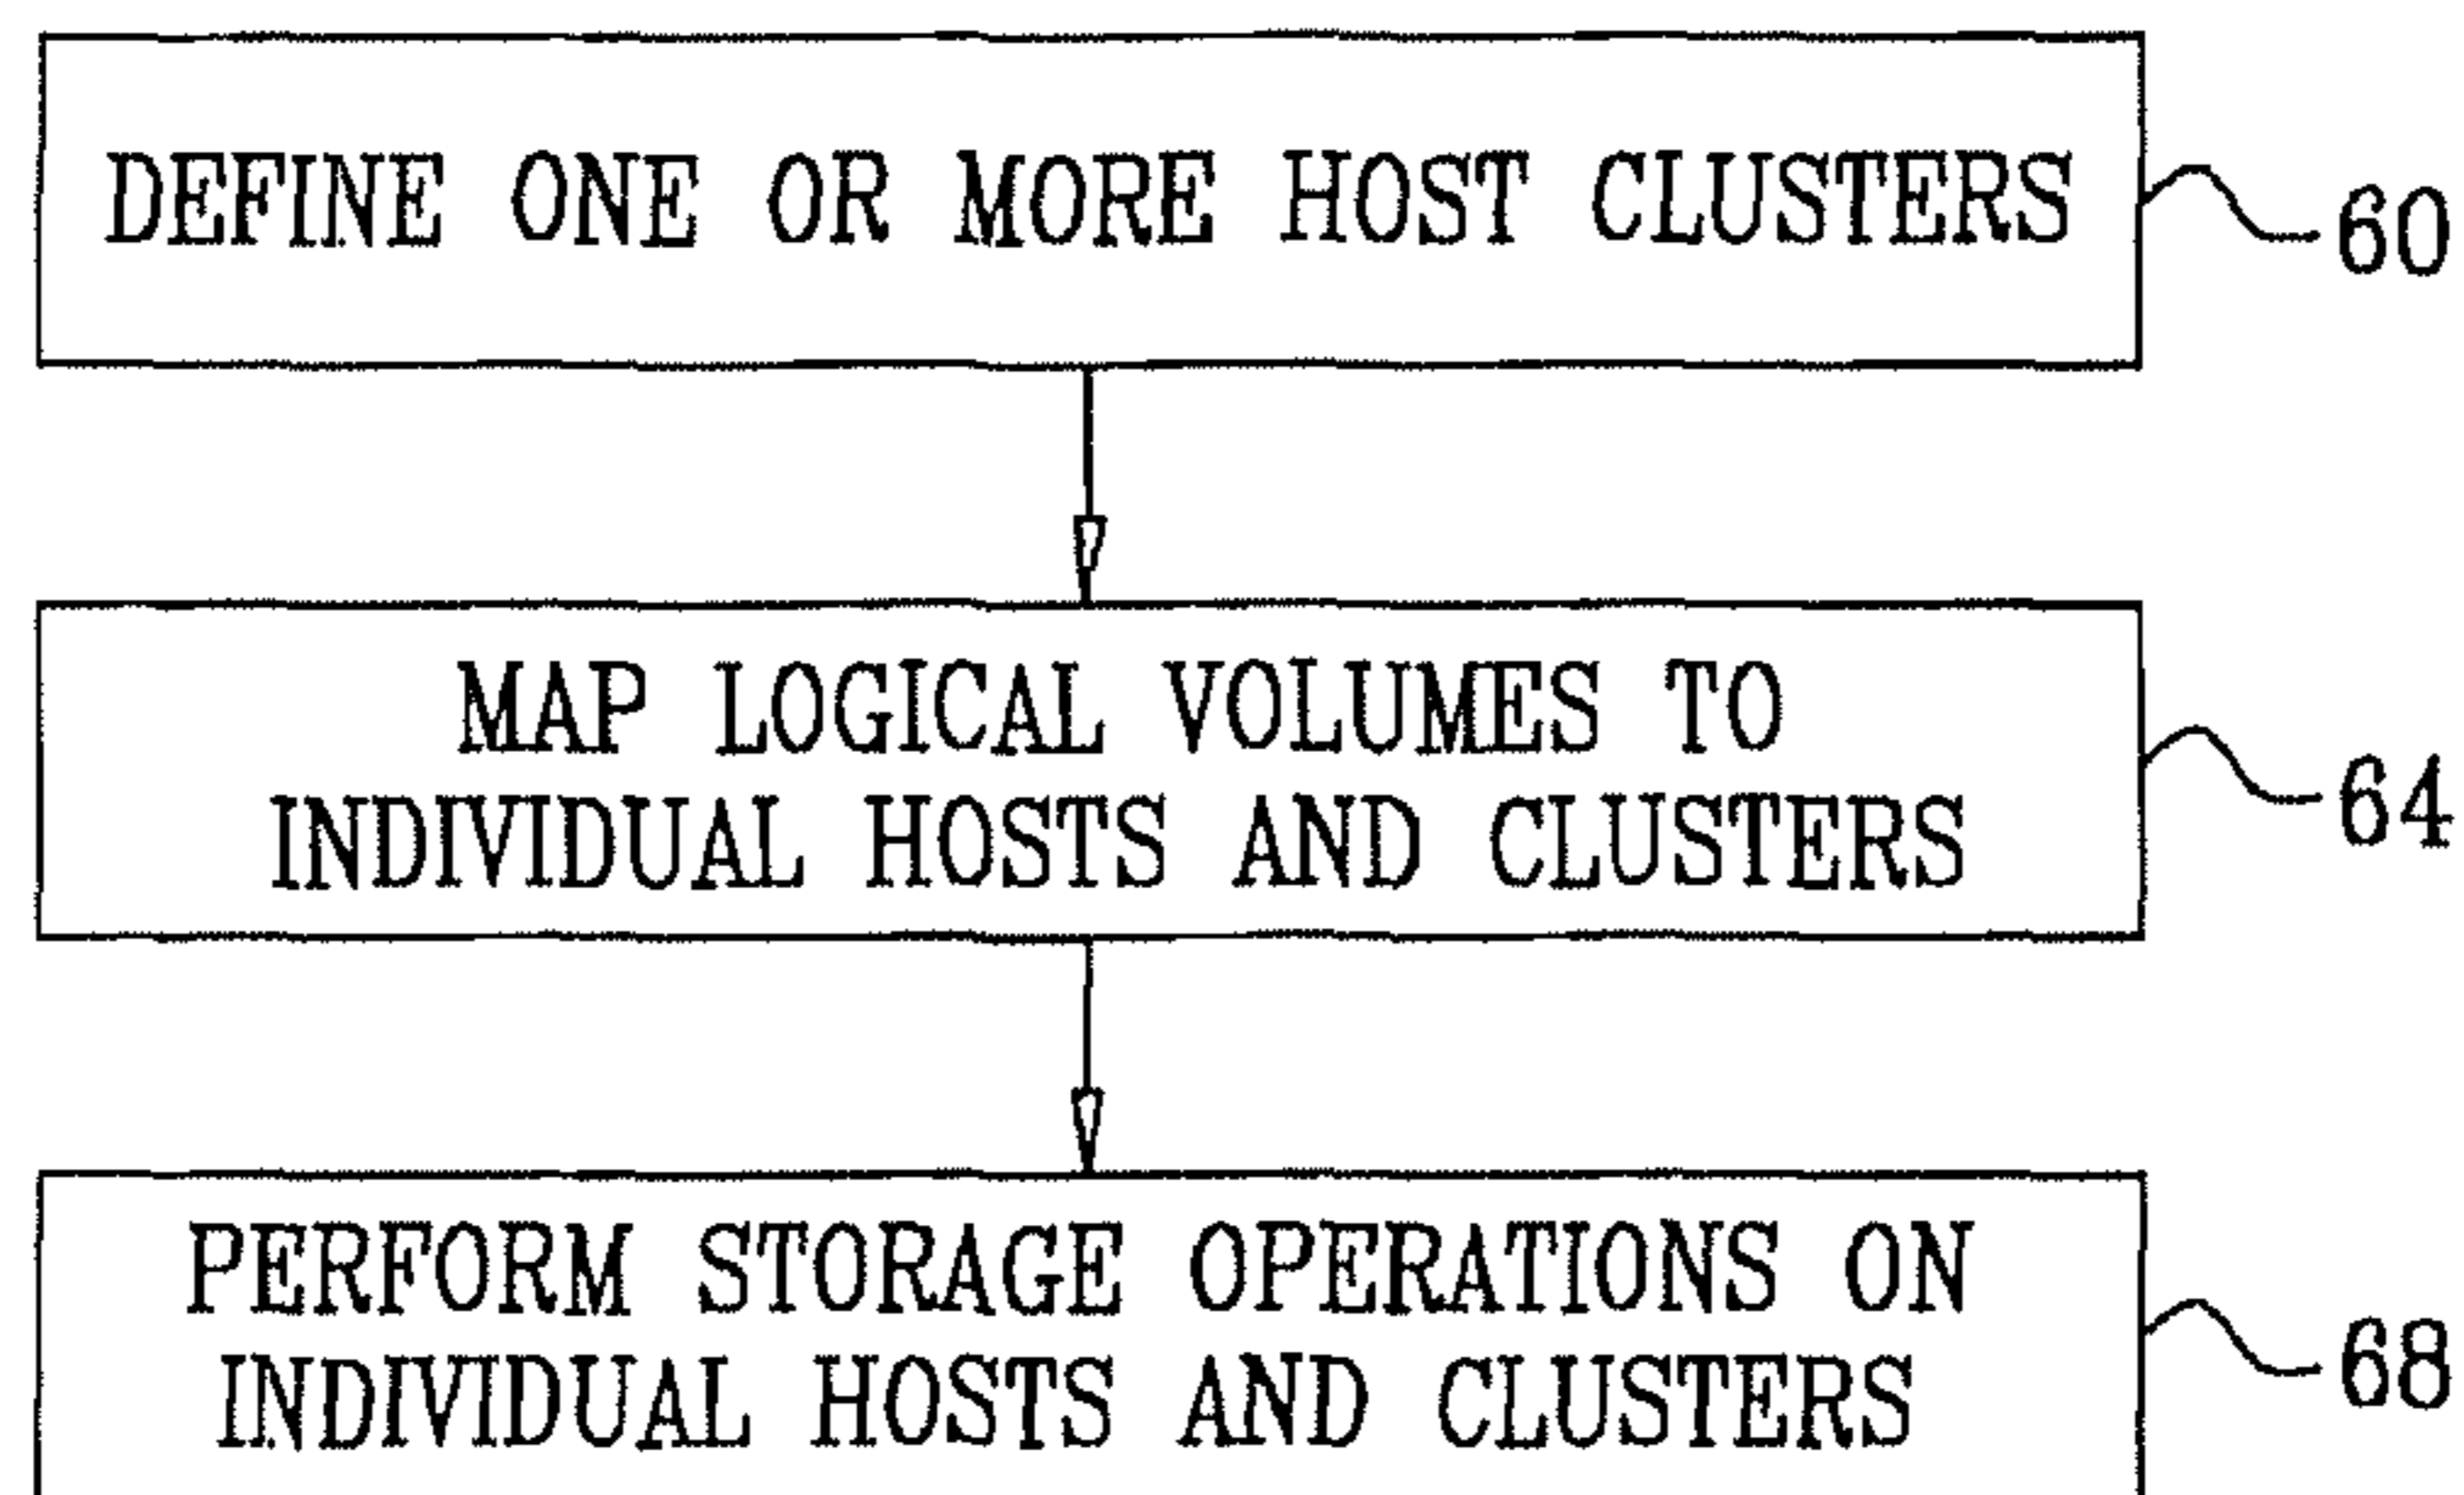 DEFINE ONE OR MORE HOST CLUSTERS
60
MAP LOGICAL VOLUMES TO
INDIVIDUAL HOSTS AND CLUSTERS
64
PERFORM STORAGE OPERATIONS ON
INDIVIDUAL HOSTS AND CLUSTERS
68